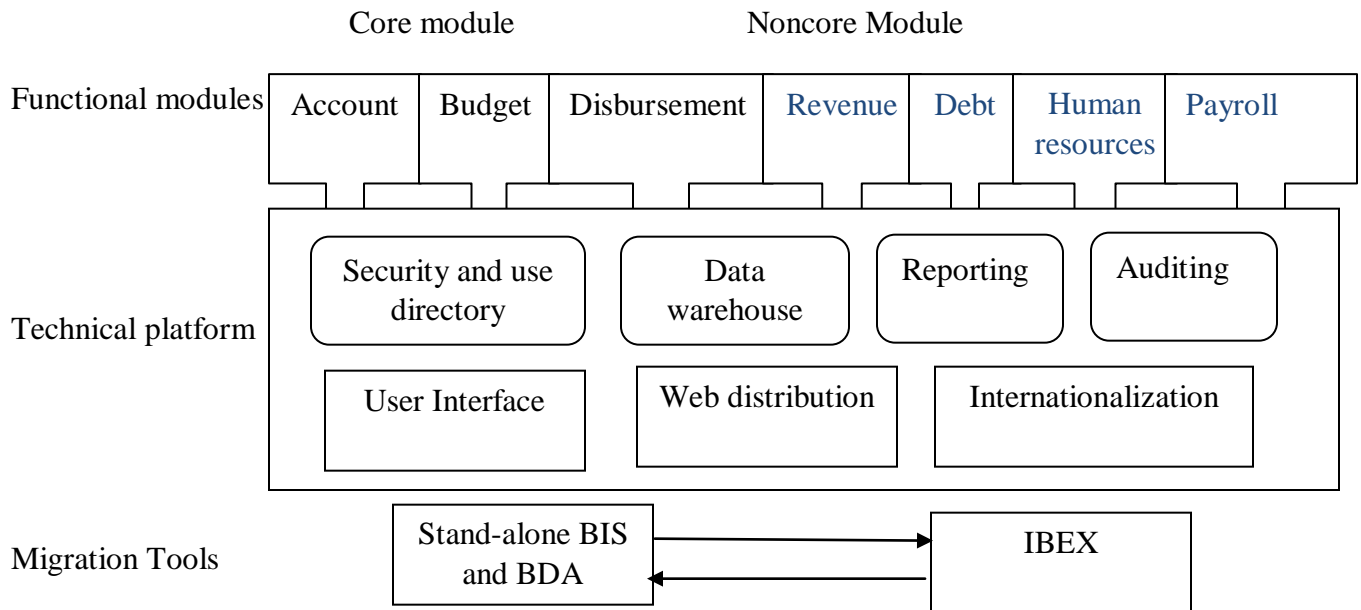 Core module
Noncore Module
Functional modules
Account
Budget
Disbursement
Revenue
Debt
Human
resources
Payroll
Technical platform
Security and use
directory
Data
warehouse
Reporting
Auditing
User Interface
Web distribution
Internationalization
Migration Tools
Stand-alone BIS
and BDA
IBEX